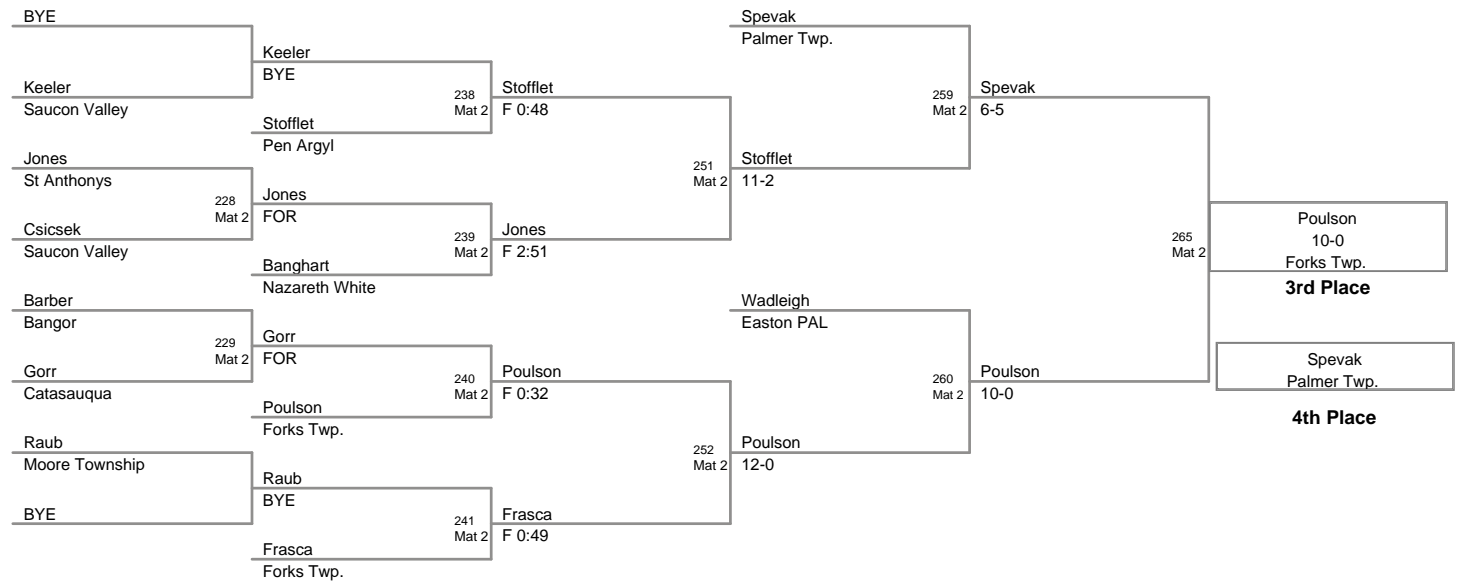 BYE
Keeler
Saucon Valley
Jones
St Anthonys
Csicsek
Saucon Valley
Barber
Bangor
Gorr
Catasauqua
Raub
Moore Township
BYE
Keeler
BYE
Stofflet
Pen Argyl
228
Mat 2
Jones
FOR
Banghart
Nazareth White
229
Mat 2
Gorr
FOR
Poulson
Forks Twp.
Raub
BYE
Frasca
Forks Twp.
238
Mat 2
Stofflet
F 0:48
239
Mat 2
Jones
F 2:51
240
Mat 2
Poulson
F 0:32
241
Mat 2
Frasca
F 0:49
Spevak
Palmer Twp.
251
Mat 2
Stofflet
11-2
Wadleigh
Easton PAL
252
Mat 2
Poulson
12-0
259
Mat 2
Spevak
6-5
260
Mat 2
Poulson
10-0
265
Mat 2
Poulson
10-0
Forks Twp.
3rd Place
Spevak
Palmer Twp.
4th Place